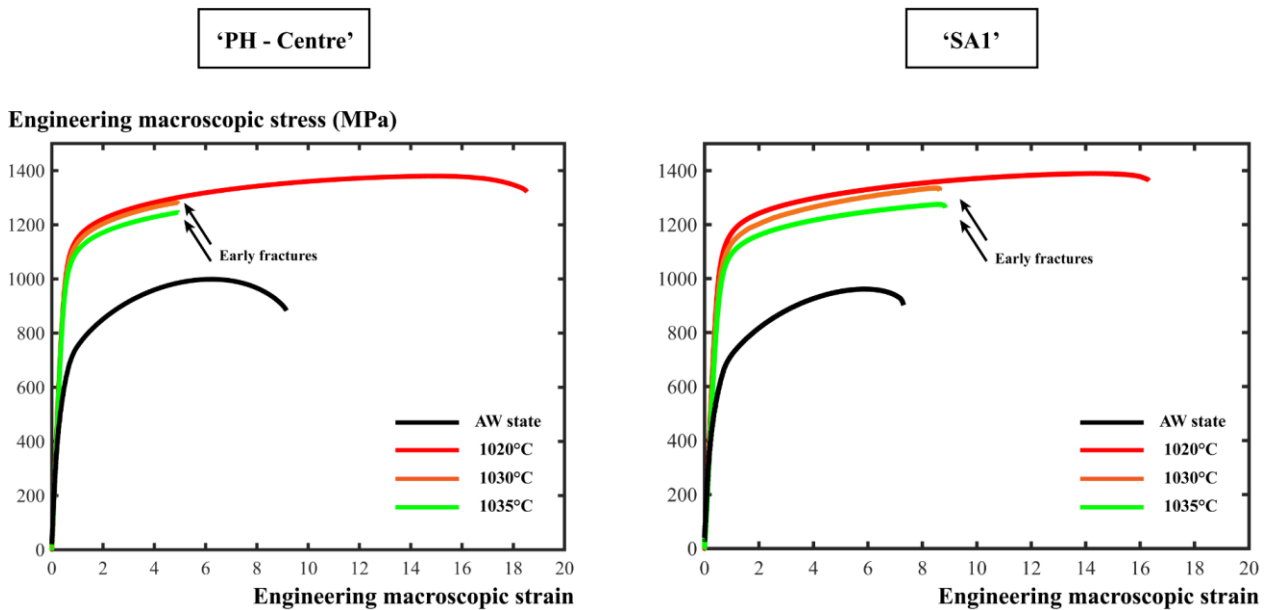 ‘PH - Centre’
‘SA1’
Engineering macroscopic stress (MPa)
1400
1200
1000
800
600
400
200
0
0 2 4 6 8 10 12 14 16 18 20
Early fractures
AW state
1020°C
1030°C
1035°C
Engineering macroscopic strain
1400
1200
1000
800
600
400
200
0
0 2 4 6 8 10 12 14 16 18 20
Early fractures
AW state
1020°C
1030°C
1035°C
Engineering macroscopic strain